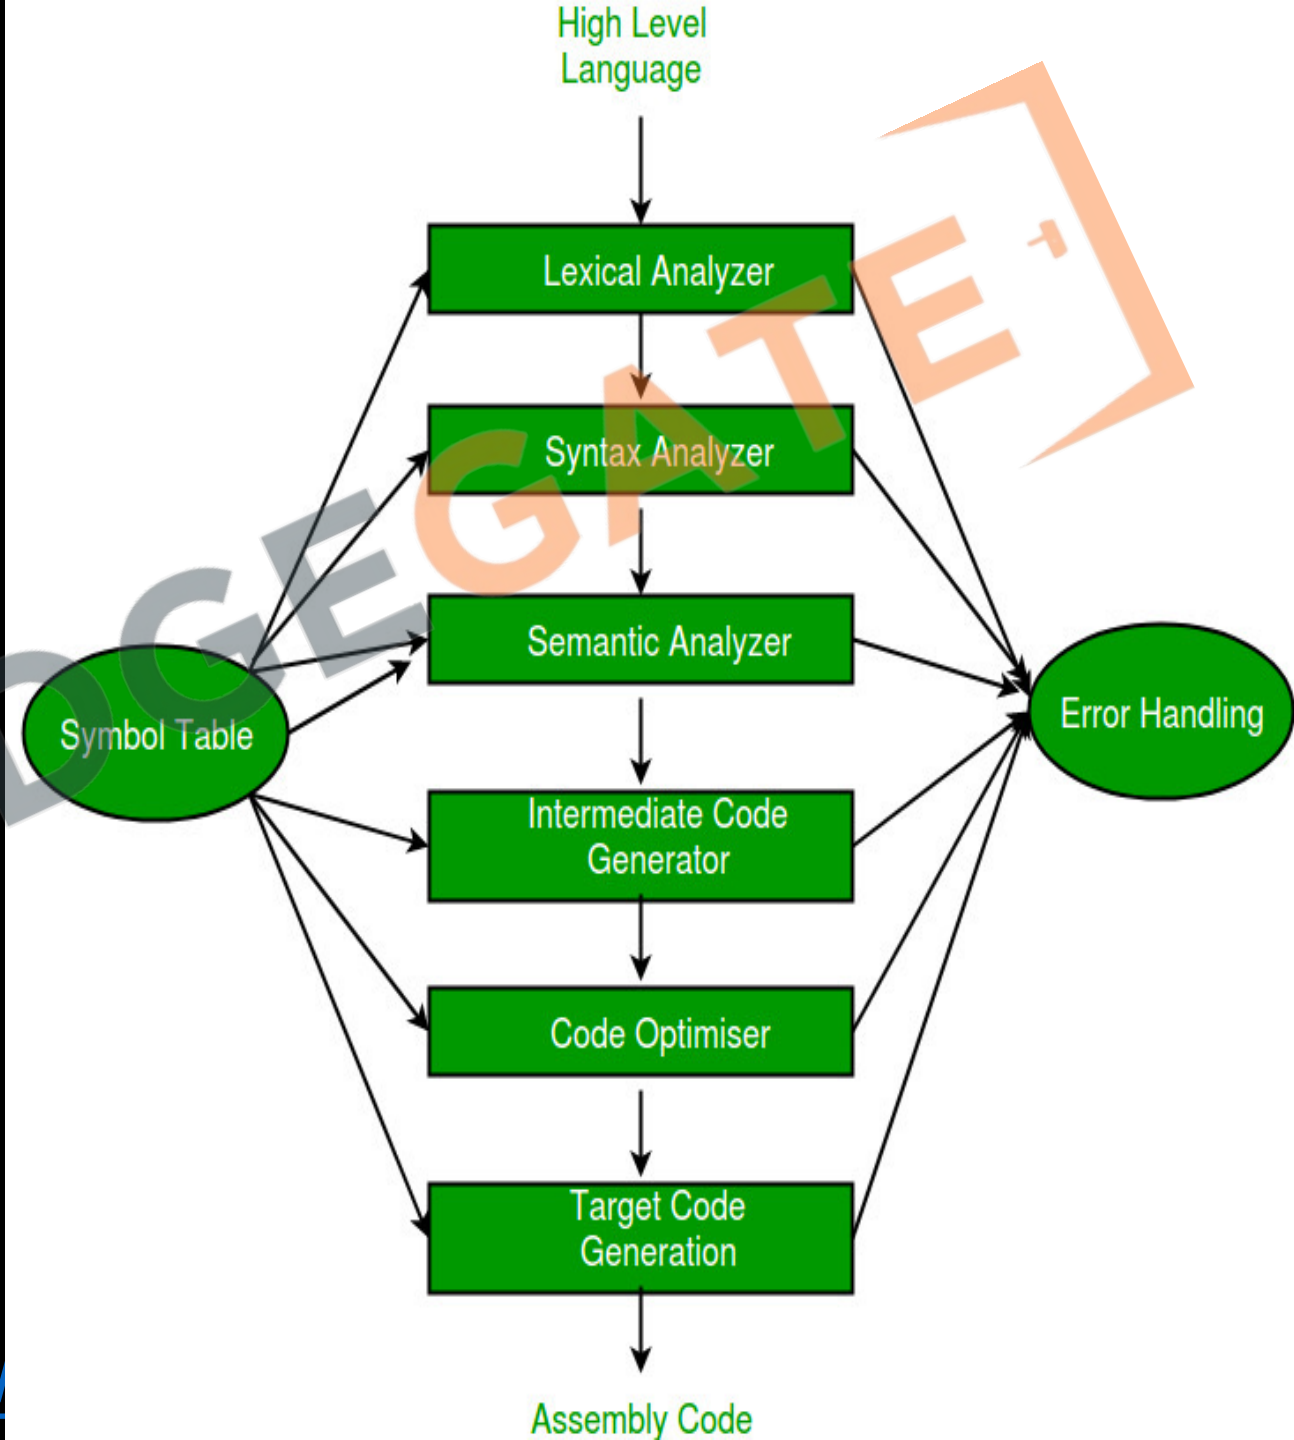 High Level
Language
Lexical Analyzer
Syntax Analyzer
Semantic Analyzer
Symbol Table
Error Handling
Intermediate Code
Generator
Code Optimiser
Target Code
Generation
Assembly Code
DGEGATE